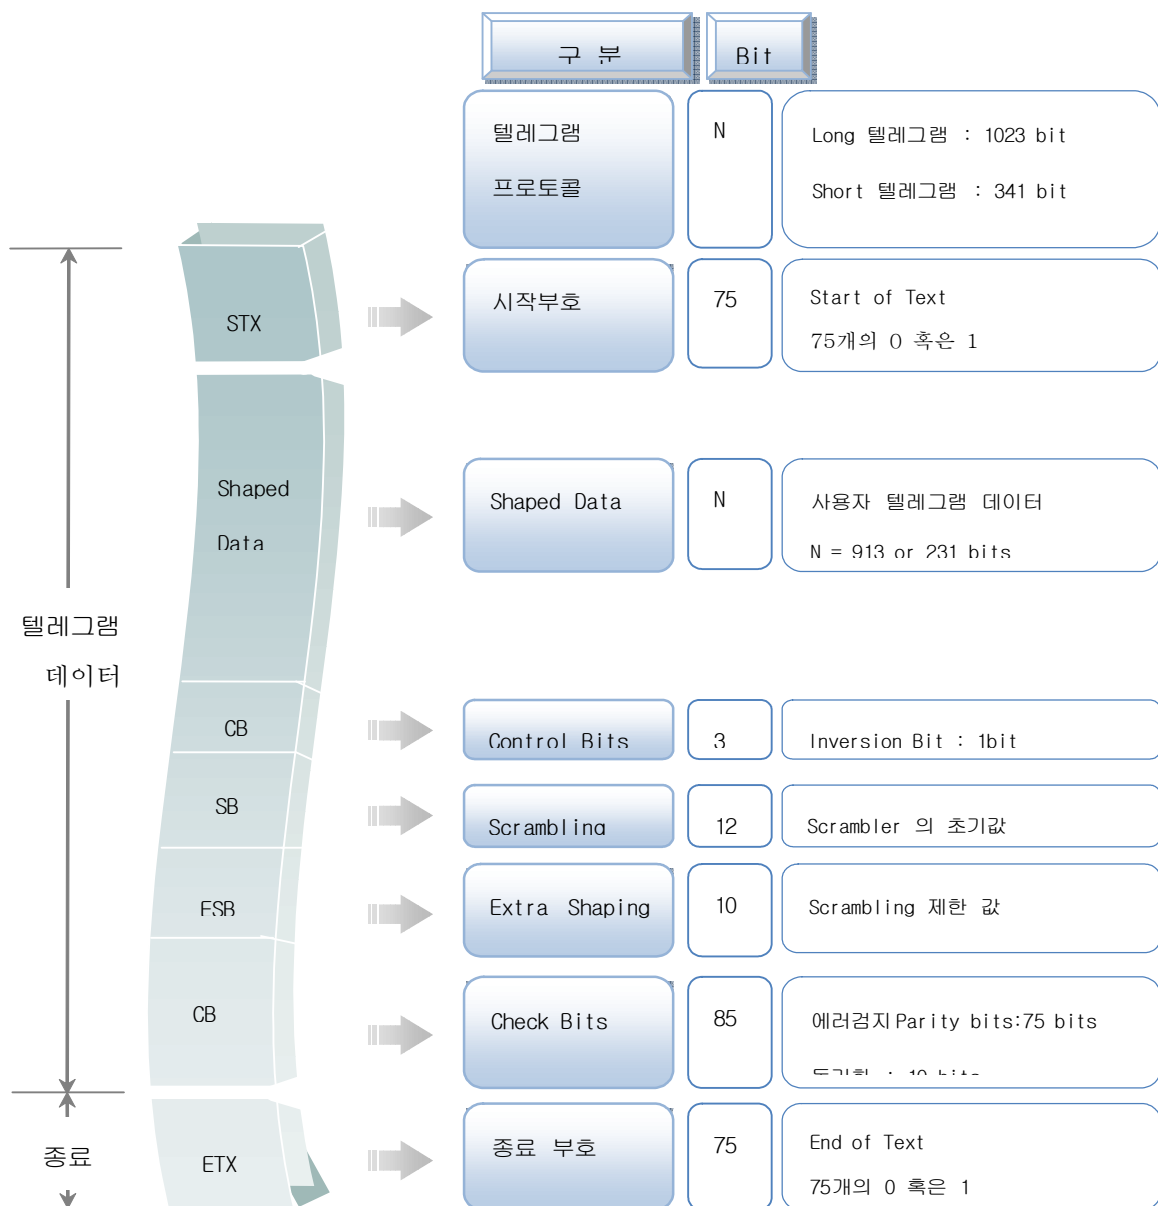 구 분
Bit
텔레그램
프로토콜
N
Long 텔레그램 : 1023 bit
Short 텔레그램 : 341 bit
STX
시작부호
75
Start of Text
75개의 0 혹은 1
Shaped
Data
Shaped Data
N
사용자 텔레그램 데이터
N = 913 or 231 bits
텔레그램
데이터
CB
Control Bits
3
Inversion Bit : 1bit
SB
Scrambling
12
Scrambler 의 초기값
ESB
Extra Shaping
10
Scrambling 제한 값
CB
Check Bits
85
에러검지 Parity bits:75 bits
: 10 bits
종료
ETX
종료 부호
75
End of Text
75개의 0 혹은 1